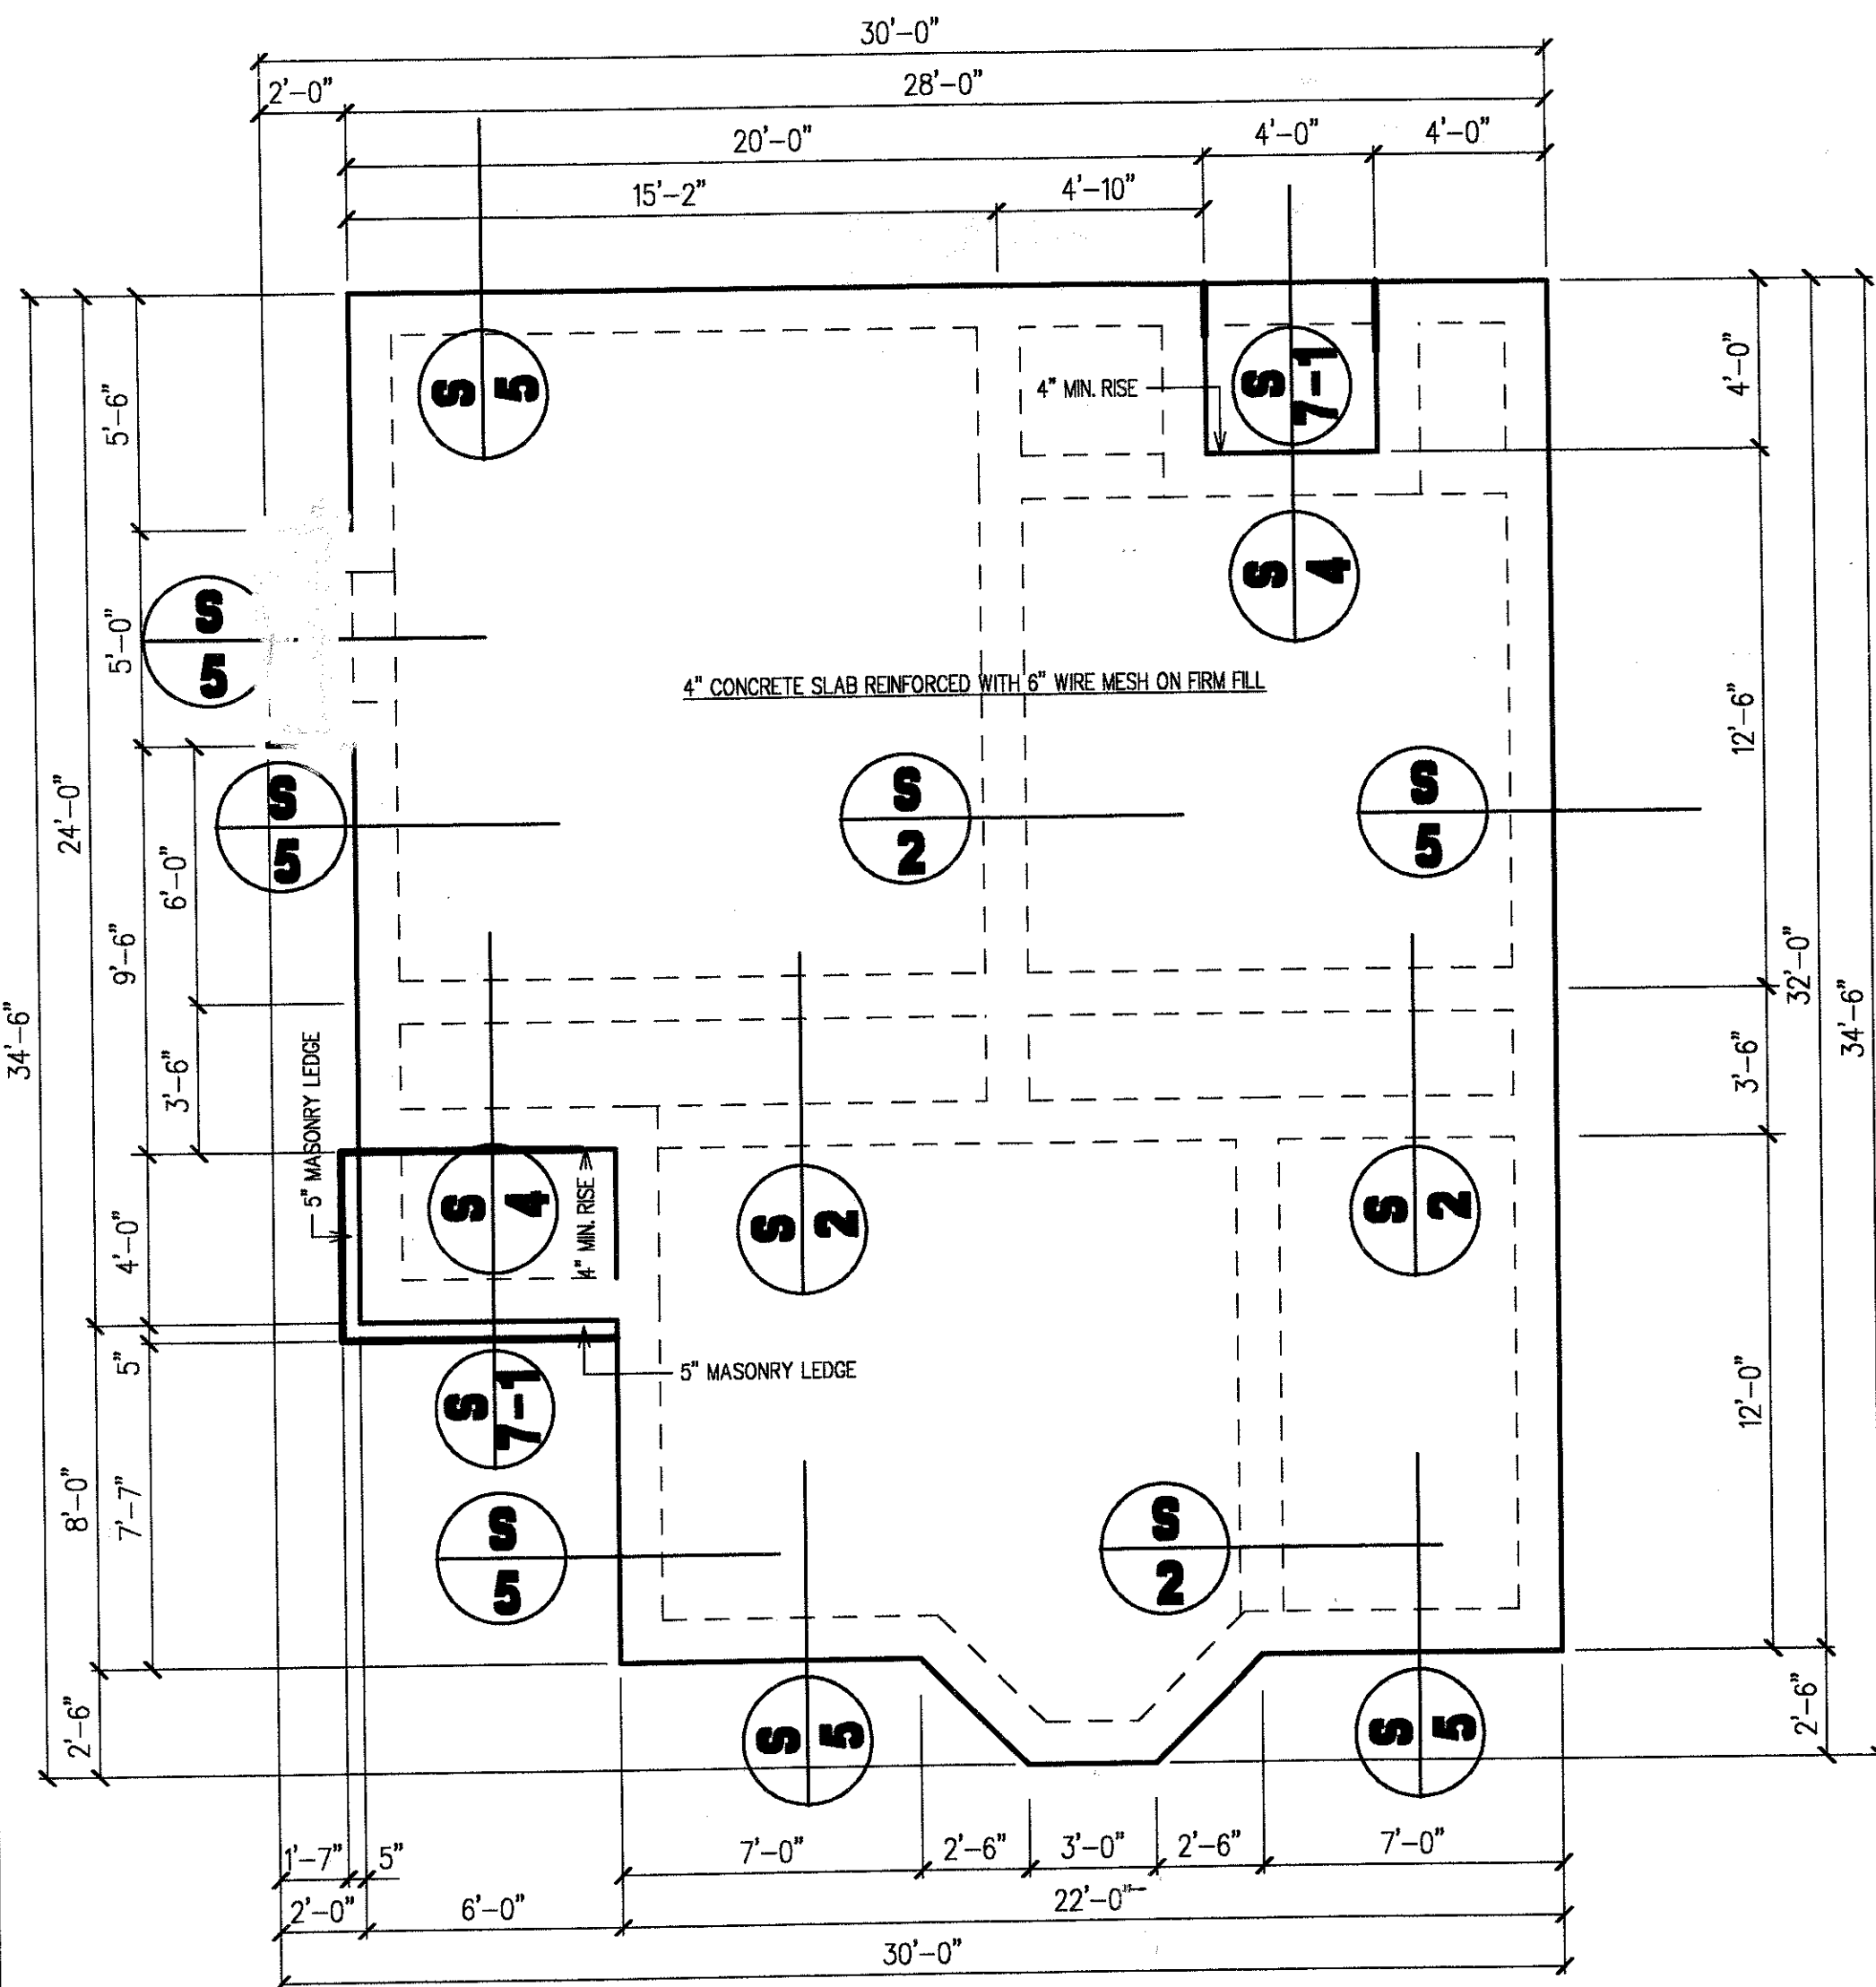 30'-0"
2'-0" 28'-0"
20'-0" 4'-0" 4'-0"
15'-2" 4'-10"
S 5
S 7-1
4" MIN. RISE
4'-0"
5'-6"
S 4
S 5
5'-0"
4" CONCRETE SLAB REINFORCED WITH 6" WIRE MESH ON FIRM FILL
12'-6"
S 5
S 2
S 5
24'-0"
6'-0"
9'-6"
34'-6"
3'-6"
5" MASONRY LEDGE
32'-0"
34'-6"
3'-6"
S 4
4" MIN. RISE
S 2
S 2
4'-0"
5"
5" MASONRY LEDGE
S 7-1
12'-0"
8'-0"
7'-7"
S 5
S 2
2'-6"
S 5
S 5
2'-6"
1'-7" 5" 7'-0" 2'-6" 3'-0" 2'-6" 7'-0"
2'-0" 6'-0" 22'-0"
30'-0"